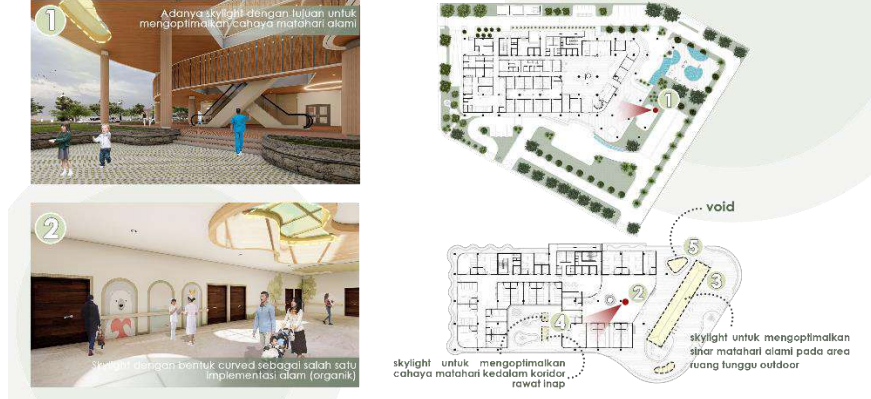 1
Adanya skylight dengan tujuan untuk
mengoptimalkan cahaya matahari alami
1
2
Skylight dengan bentuk curved sebagai salah satu
implementasi alam (organik)
void
5
3
2
4
skylight untuk mengoptimalkan
cahaya matahari kedalam koridor
rawat inap
skylight untuk mengoptimalkan
sinar matahari alami pada area
ruang tunggu outdoor